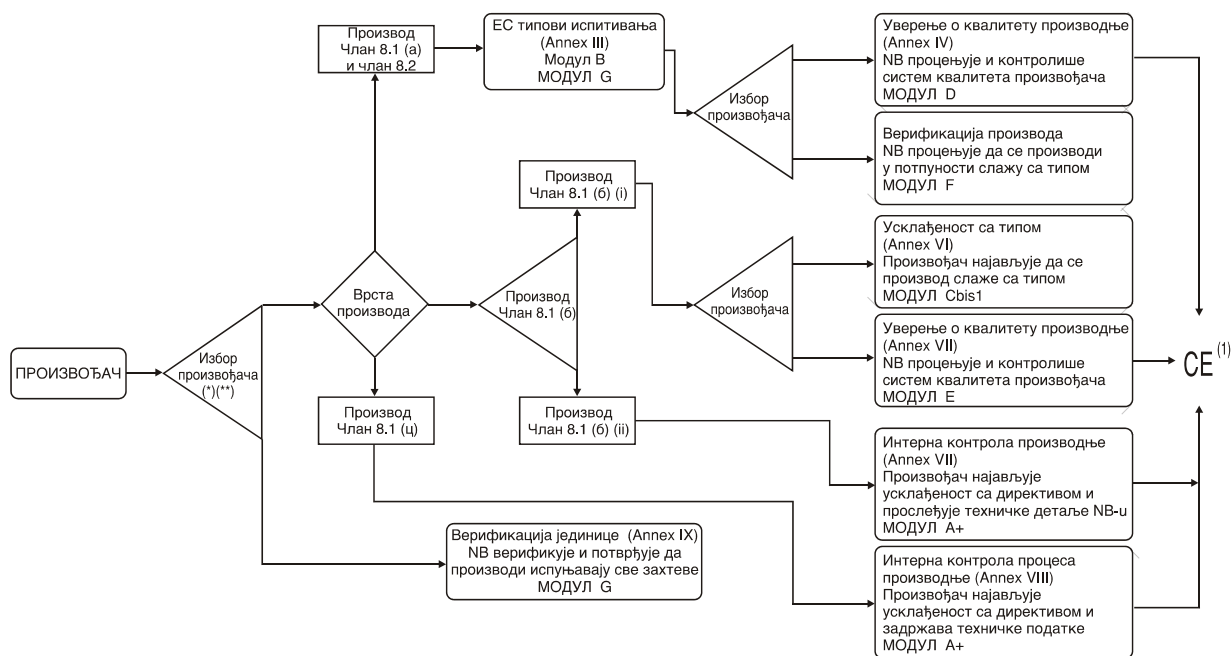 Производ
Члан 8.1 (а)
и члан 8.2
ЕС типови испитивања
(Annex III)
Модул B
МОДУЛ G
Избор
произвођача
Уверење о квалитету производње
(Annex IV)
NB процењује и контролише
систем квалитета произвођача
МОДУЛ D
Верификација производа
NB процењује да се производи
у потпуности слажу са типом
МОДУЛ F
Производ
Члан 8.1 (б) (i)
Усклађеност са типом
(Annex VI)
Произвођач најављује да се
производ слаже са типом
МОДУЛ Cbis1
Избор
произвођача
Уверење о квалитету производње
(Annex VII)
NB процењује и контролише
систем квалитета произвођача
МОДУЛ E
Врста
производа
Производ
Члан 8.1 (б)
ПРОИЗВОЂАЧ
Избор
произвођача
(*)(**)
CE (1)
Производ
Члан 8.1 (ц)
Производ
Члан 8.1 (б) (ii)
Интерна контрола производње
(Annex VII)
Произвођач најављује
усклађеност са директивом и
прослеђује техничке детаље NB-u
МОДУЛ A+
Верификација јединице (Annex IX)
NB верификује и потврђује да
производи испуњавају све захтеве
МОДУЛ G
Интерна контрола процеса
производње (Annex VIII)
Произвођач најављује
усклађеност са директивом и
задржава техничке податке
МОДУЛ A+